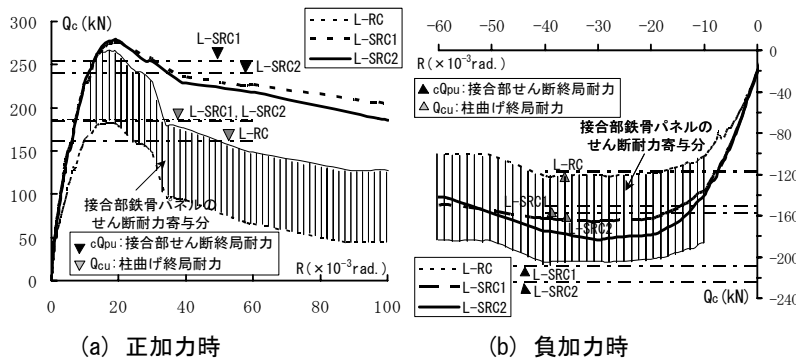 Qc(kN)
300
250
200
150
100
50
0
0
20
40
60
80
100
R(×10⁻³rad.)
L-RC
L-SRC1
L-SRC2
L-SRC1
L-SRC2
L-SRC1, L-SRC2
L-RC
接合部鉄骨パネルの
せん断耐力寄与分
▼ cQpu:接合部せん断終局耐力
▽ Qcu:柱曲げ終局耐力
(a) 正加力時
-60
-50
-40
-30
-20
-10
0
R(×10⁻³rad.)
0
-40
-80
-120
-160
-200
-240
▲ cQpu:接合部せん断終局耐力
△ Qcu:柱曲げ終局耐力
接合部鉄骨パネルの
せん断耐力寄与分
L-RC
L-SRC1
L-SRC2
L-RC
L-SRC1
L-SRC2
L-SRC1
L-SRC2
Qc(kN)
(b) 負加力時